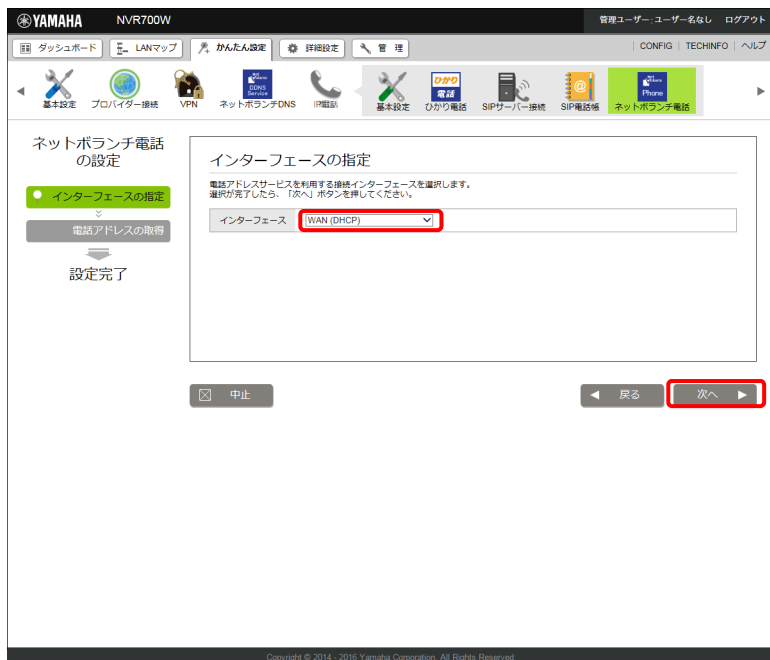 YAMAHA NVR700W 管理ユーザー:ユーザー名なし ログアウト
ダッシュボード LANマップ かんたん設定 詳細設定 管 理 CONFIG | TECHINFO | ヘルプ
DDNS Service ひかり電話 @ Phone
基本設定 プロバイダー接続 VPN ネットボランチDNS IP電話 基本設定 ひかり電話 SIPサーバー接続 SIP電話帳 ネットボランチ電話
ネットボランチ電話
の設定
インターフェースの指定
電話アドレスの取得
設定完了
インターフェースの指定
電話アドレスサービスを利用する接続インターフェースを選択します。
選択が完了したら、「次へ」ボタンを押してください。
インターフェース WAN (DHCP)
中止 戻る 次へ
Copyright © 2014 - 2016 Yamaha Corporation. All Rights Reserved.